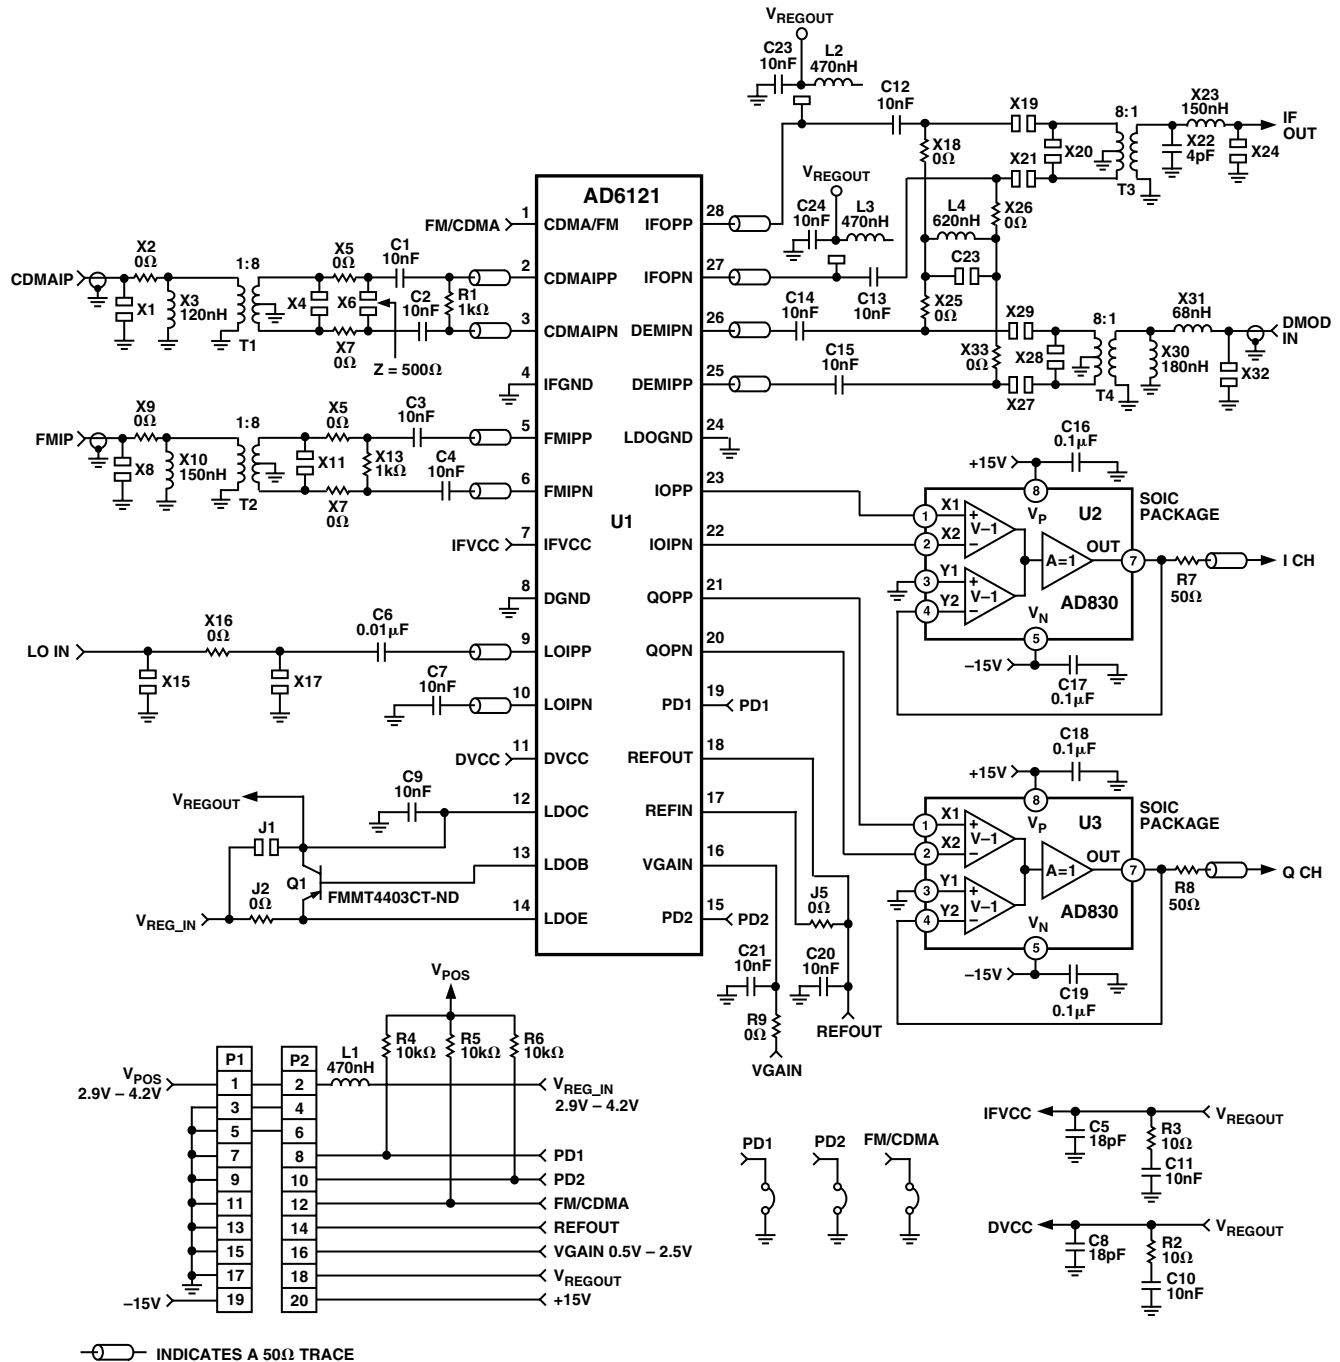 VREGOUT
C23
10nF
L2
470nH
C12
10nF
X19
X18
0Ω
X21
X20
8:1
T3
X23
150nH
X22
4pF
X24
IF
OUT
VREGOUT
C24
10nF
L3
470nH
L4
620nH
X26
0Ω
C23
C13
10nF
X25
0Ω
C14
10nF
X29
C15
10nF
X33
0Ω
X28
X27
8:1
T4
X31
68nH
X30
180nH
X32
DMOD
IN
AD6121
U1
FM/CDMA
1 CDMA/FM
2 CDMAIPP
3 CDMAIPN
4 IFGND
5 FMIPP
6 FMIPN
7 IFVCC
8 DGND
9 LOIPP
10 LOIPN
11 DVCC
12 LDOC
13 LDOB
14 LDOE
IFOPP 28
IFOPN 27
DEMIPN 26
DEMIPP 25
LDOGND 24
IOPP 23
IOIPN 22
QOPP 21
QOPN 20
PD1 19 PD1
REFOUT 18
REFIN 17
VGAIN 16
PD2 15 PD2
CDMAIP
X2
0Ω
X1
X3
120nH
1:8
T1
X4
X5
0Ω
X6
X7
0Ω
C1
10nF
C2
10nF
R1
1kΩ
Z = 500Ω
FMIP
X9
0Ω
X8
X10
150nH
1:8
T2
X11
X5
0Ω
X7
0Ω
X13
1kΩ
C3
10nF
C4
10nF
IFVCC
LO IN
X16
0Ω
X15
X17
C6
0.01μF
C7
10nF
DVCC
C9
10nF
VREGOUT
J1
Q1
FMMT4403CT-ND
J2
0Ω
VREG_IN
C16
0.1μF
+15V
8
VP
U2
SOIC
PACKAGE
1 X1
2 X2
3 Y1
4 Y2
+
V–1
–
+
V–1
–
A=1
OUT
7
AD830
VN
5
–15V
C17
0.1μF
R7
50Ω
I CH
C18
0.1μF
+15V
8
VP
U3
SOIC
PACKAGE
1 X1
2 X2
3 Y1
4 Y2
+
V–1
–
+
V–1
–
A=1
OUT
7
AD830
VN
5
–15V
C19
0.1μF
R8
50Ω
Q CH
J5
0Ω
C21
10nF
C20
10nF
R9
0Ω
REFOUT
VGAIN
VPOS
R4
10kΩ
R5
10kΩ
R6
10kΩ
P1
P2
L1
470nH
VPOS
2.9V – 4.2V
1 2
VREG_IN
2.9V – 4.2V
3 4
5 6
7 8 PD1
9 10 PD2
11 12 FM/CDMA
13 14 REFOUT
15 16 VGAIN 0.5V – 2.5V
17 18 VREGOUT
–15V 19 20 +15V
PD1
PD2
FM/CDMA
IFVCC
VREGOUT
C5
18pF
R3
10Ω
C11
10nF
DVCC
VREGOUT
C8
18pF
R2
10Ω
C10
10nF
INDICATES A 50Ω TRACE